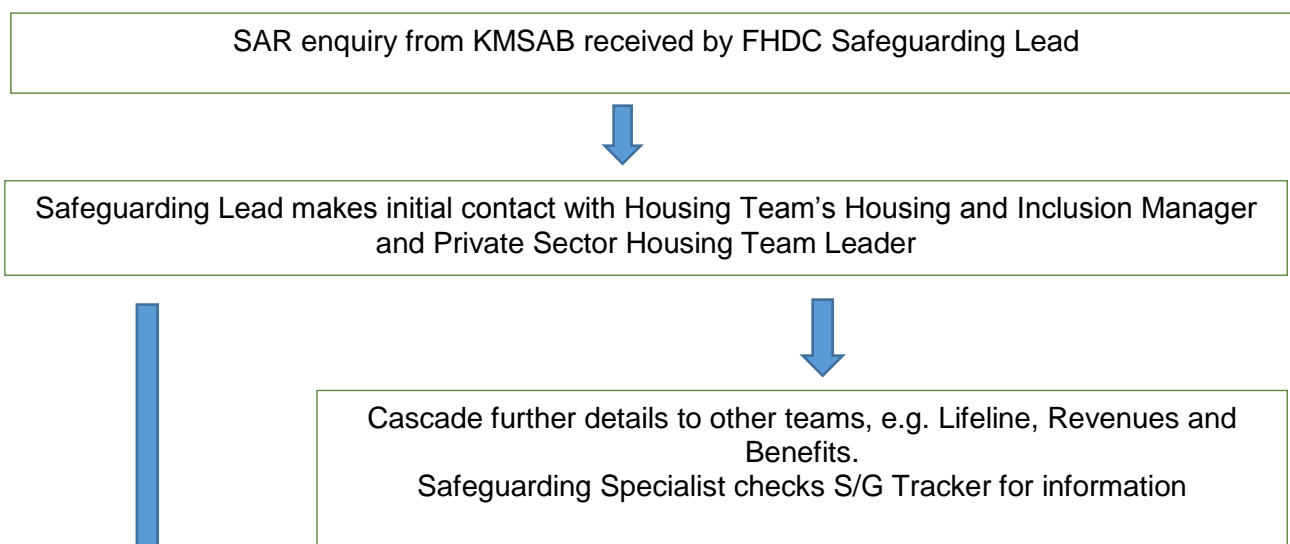 SAR enquiry from KMSAB received by FHDC Safeguarding Lead
Safeguarding Lead makes initial contact with Housing Team’s Housing and Inclusion Manager
and Private Sector Housing Team Leader
Cascade further details to other teams, e.g. Lifeline, Revenues and
Benefits.
Safeguarding Specialist checks S/G Tracker for information